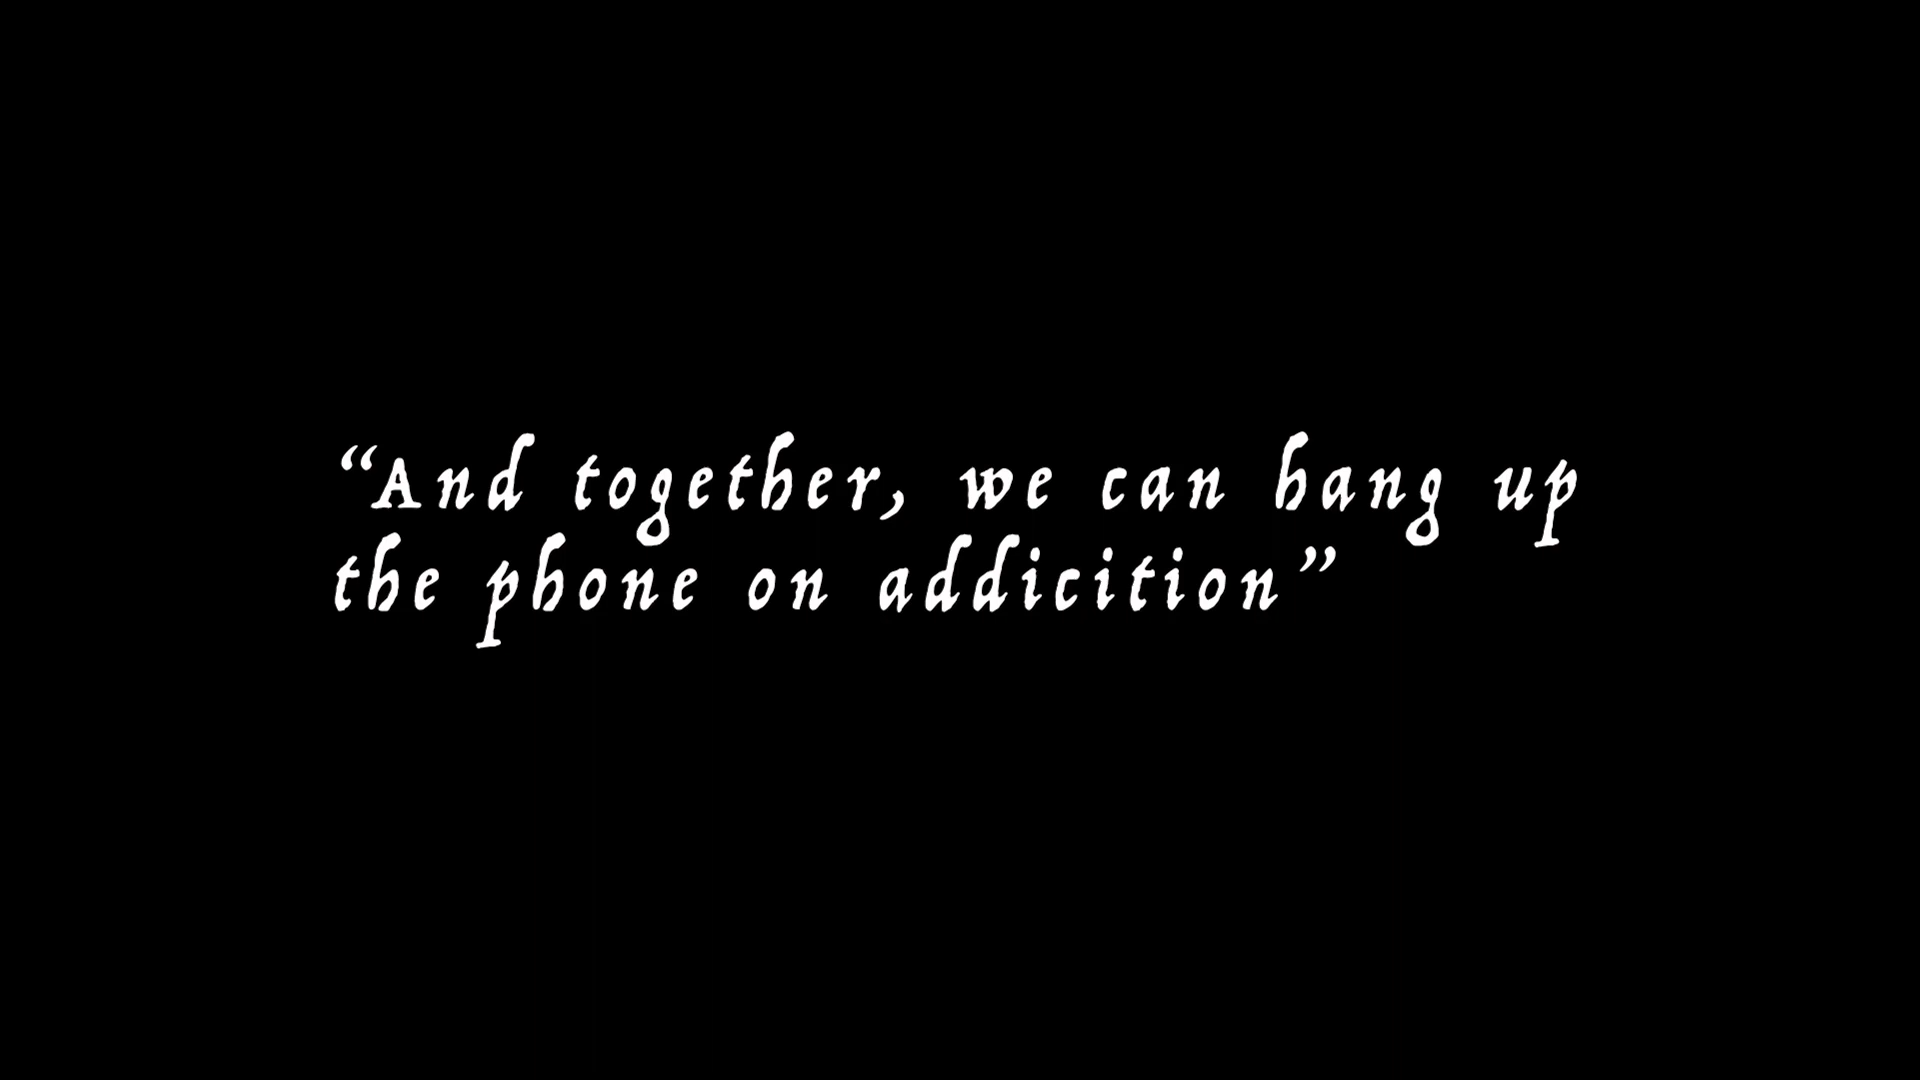 “And together, we can hang up
the phone on addicition”